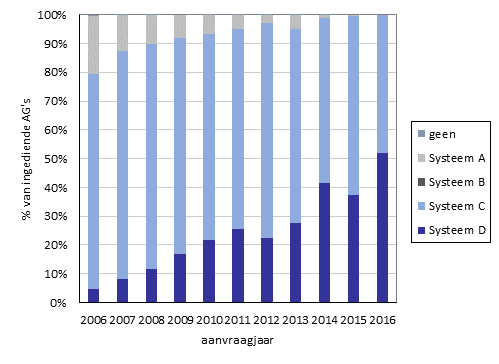 100%
90%
80%
70%
60%
50%
40%
30%
20%
10%
0%
% van ingediende AG's
2006 2007 2008 2009 2010 2011 2012 2013 2014 2015 2016
aanvraagjaar
geen
Systeem A
Systeem B
Systeem C
Systeem D